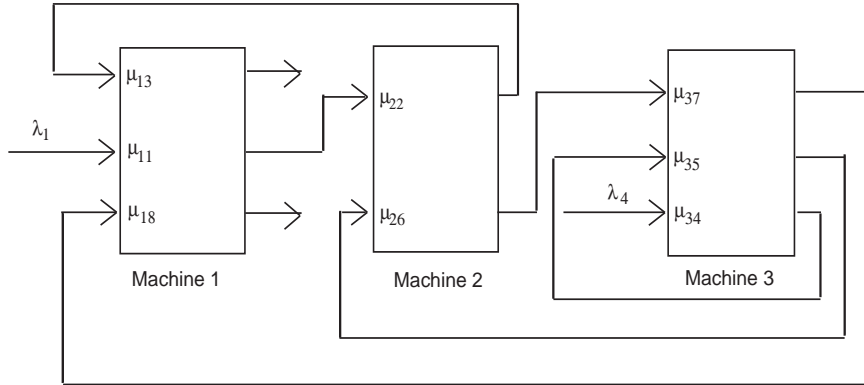 μ13
μ22
μ37
λ1
μ11
μ35
μ18
μ26
λ4
μ34
Machine 1
Machine 2
Machine 3